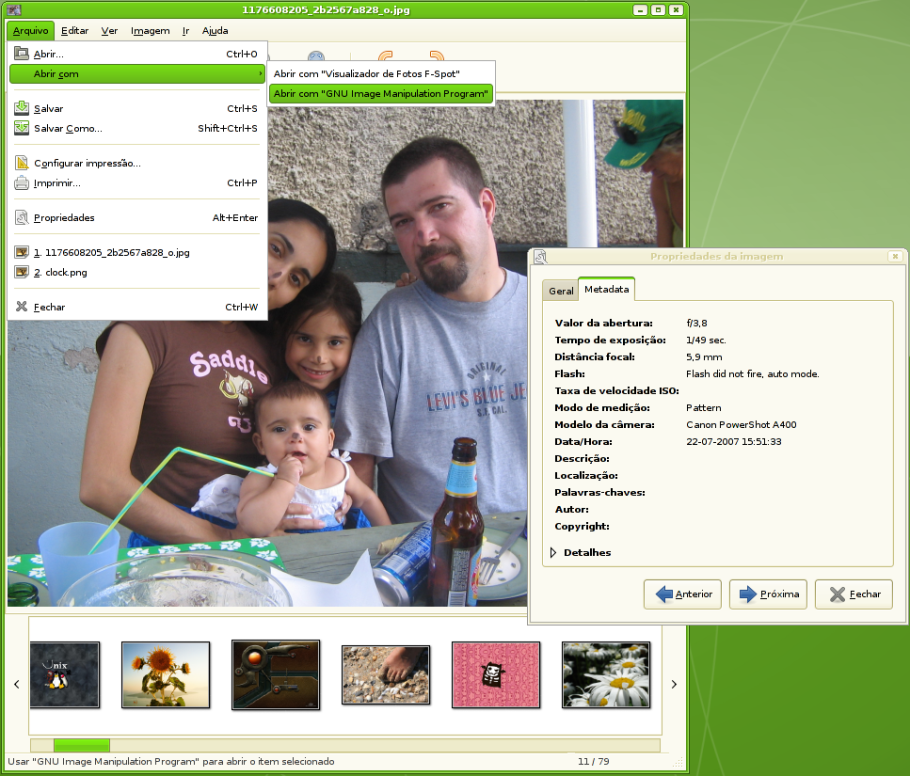 1176608205_2b2567a828_o.jpg
Arquivo Editar Ver Imagem Ir Ajuda
Abrir... Ctrl+O
Abrir com
Abrir com "Visualizador de Fotos F-Spot"
Abrir com "GNU Image Manipulation Program"
Salvar Ctrl+S
Salvar Como... Shift+Ctrl+S
Configurar impressão...
Imprimir... Ctrl+P
Propriedades Alt+Enter
1. 1176608205_2b2567a828_o.jpg
2. clock.png
Fechar Ctrl+W
Saddle
ORIGINAL
LEVI'S BLUE JE
S.F. CAL.
Propriedades da imagem
Geral Metadata
Valor da abertura: f/3,8
Tempo de exposição: 1/49 sec.
Distância focal: 5,9 mm
Flash: Flash did not fire, auto mode.
Taxa de velocidade ISO:
Modo de medição: Pattern
Modelo da câmera: Canon PowerShot A400
Data/Hora: 22-07-2007 15:51:33
Descrição:
Localização:
Palavras-chaves:
Autor:
Copyright:
Detalhes
Anterior Próxima Fechar
Unix
Usar "GNU Image Manipulation Program" para abrir o item selecionado 11 / 79